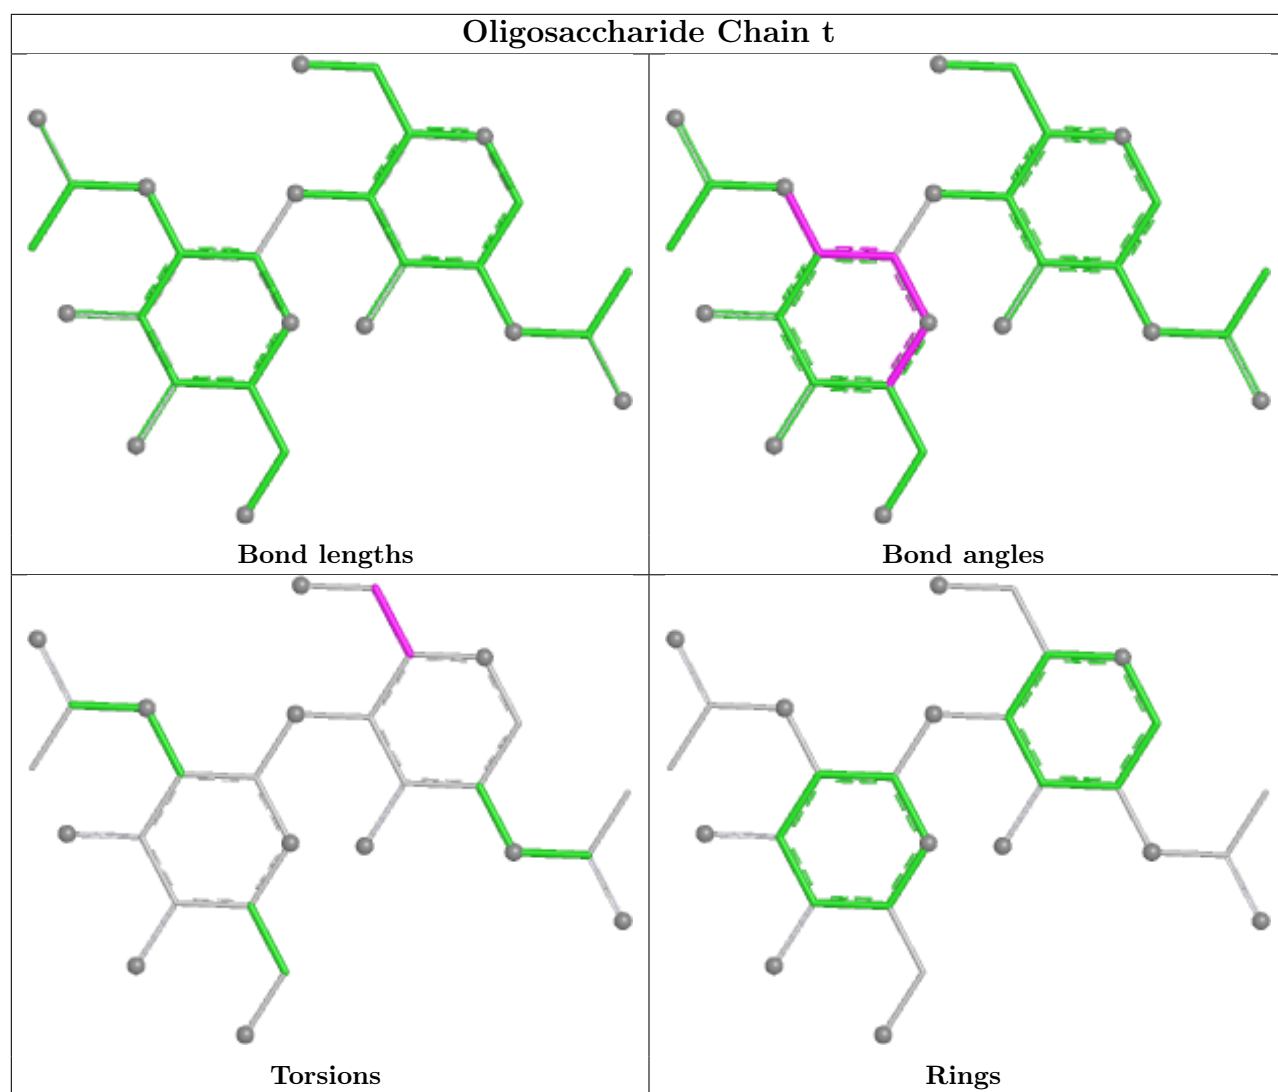 Oligosaccharide Chain t
Bond lengths
Bond angles
Torsions
Rings